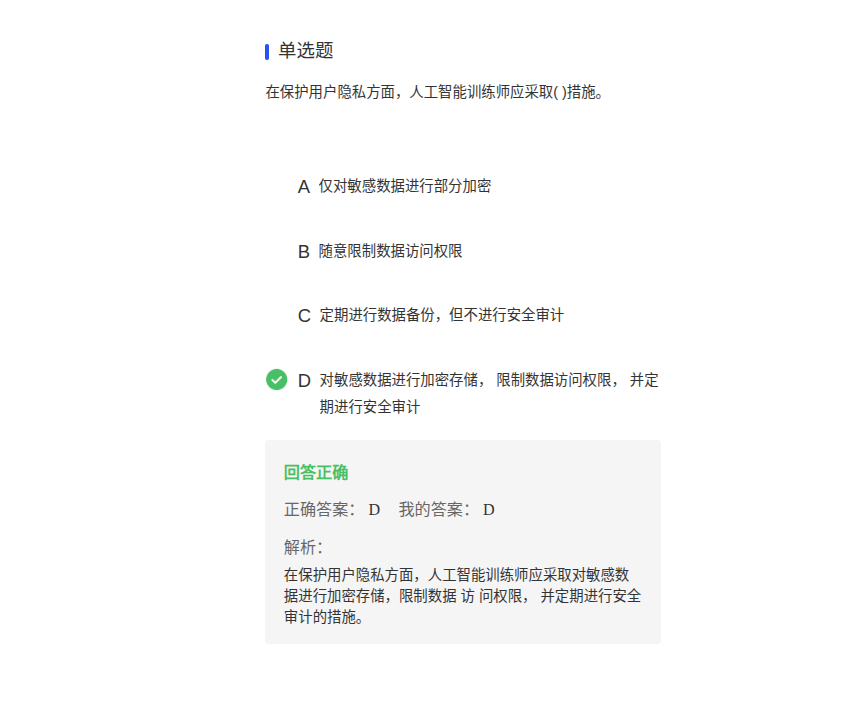 单选题
在保护用户隐私方面，人工智能训练师应采取( )措施。
A 仅对敏感数据进行部分加密
B 随意限制数据访问权限
C 定期进行数据备份，但不进行安全审计
D 对敏感数据进行加密存储， 限制数据访问权限， 并定
期进行安全审计
回答正确
正确答案： D 我的答案： D
解析：
在保护用户隐私方面，人工智能训练师应采取对敏感数
据进行加密存储，限制数据 访 问权限， 并定期进行安全
审计的措施。